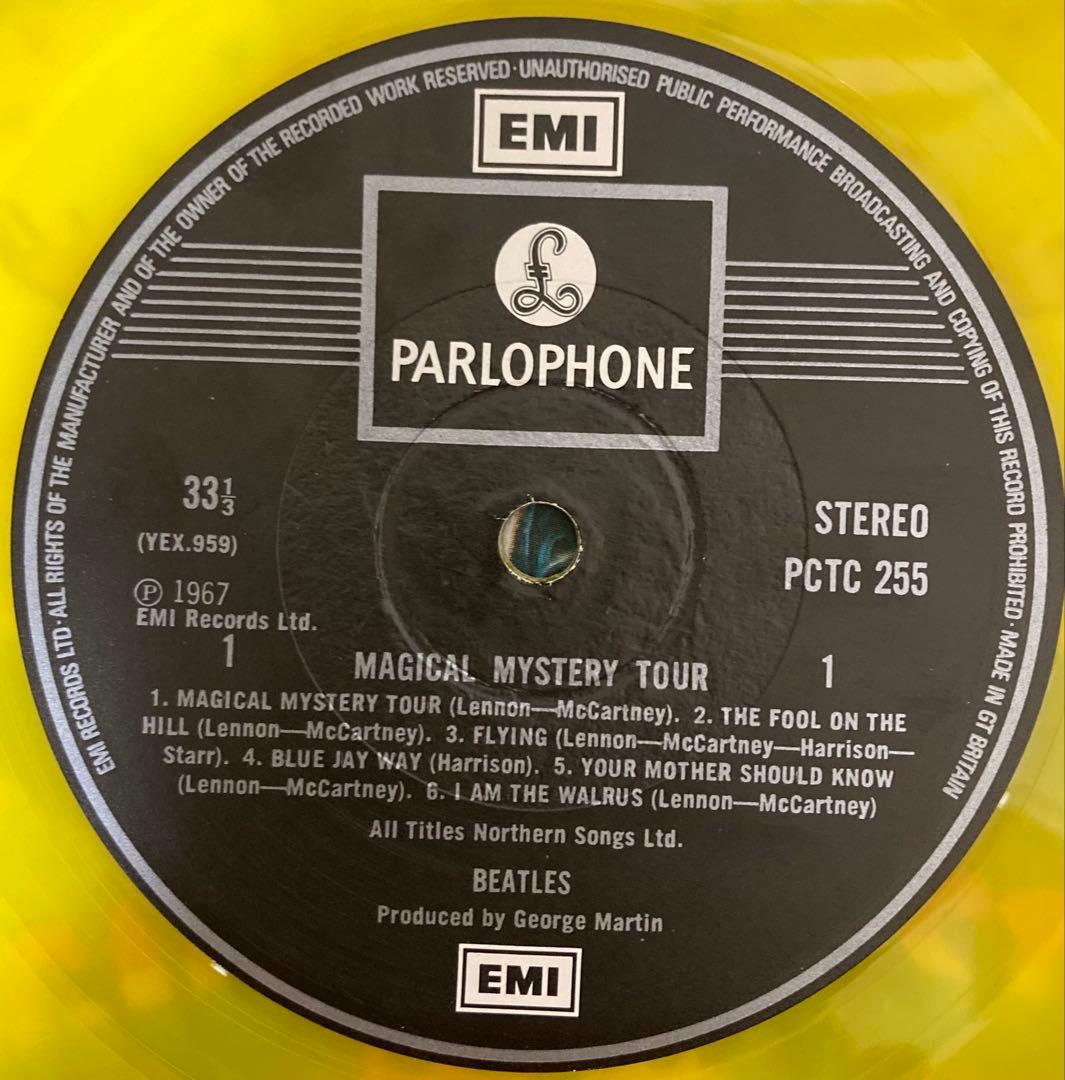 EMI RECORDS LTD · ALL RIGHTS OF THE MANUFACTURER AND OF THE OWNER OF THE RECORDED WORK RESERVED · UNAUTHORISED PUBLIC PERFORMANCE BROADCASTING AND COPYING OF THIS RECORD PROHIBITED · MADE IN GT BRITAIN
EMI
£
PARLOPHONE
33⅓
STEREO
(YEX.959)
PCTC 255
℗ 1967
EMI Records Ltd.
1 MAGICAL MYSTERY TOUR 1
1. MAGICAL MYSTERY TOUR (Lennon—McCartney). 2. THE FOOL ON THE
HILL (Lennon—McCartney). 3. FLYING (Lennon—McCartney—Harrison—
Starr). 4. BLUE JAY WAY (Harrison). 5. YOUR MOTHER SHOULD KNOW
(Lennon—McCartney). 6. I AM THE WALRUS (Lennon—McCartney)
All Titles Northern Songs Ltd.
BEATLES
Produced by George Martin
EMI